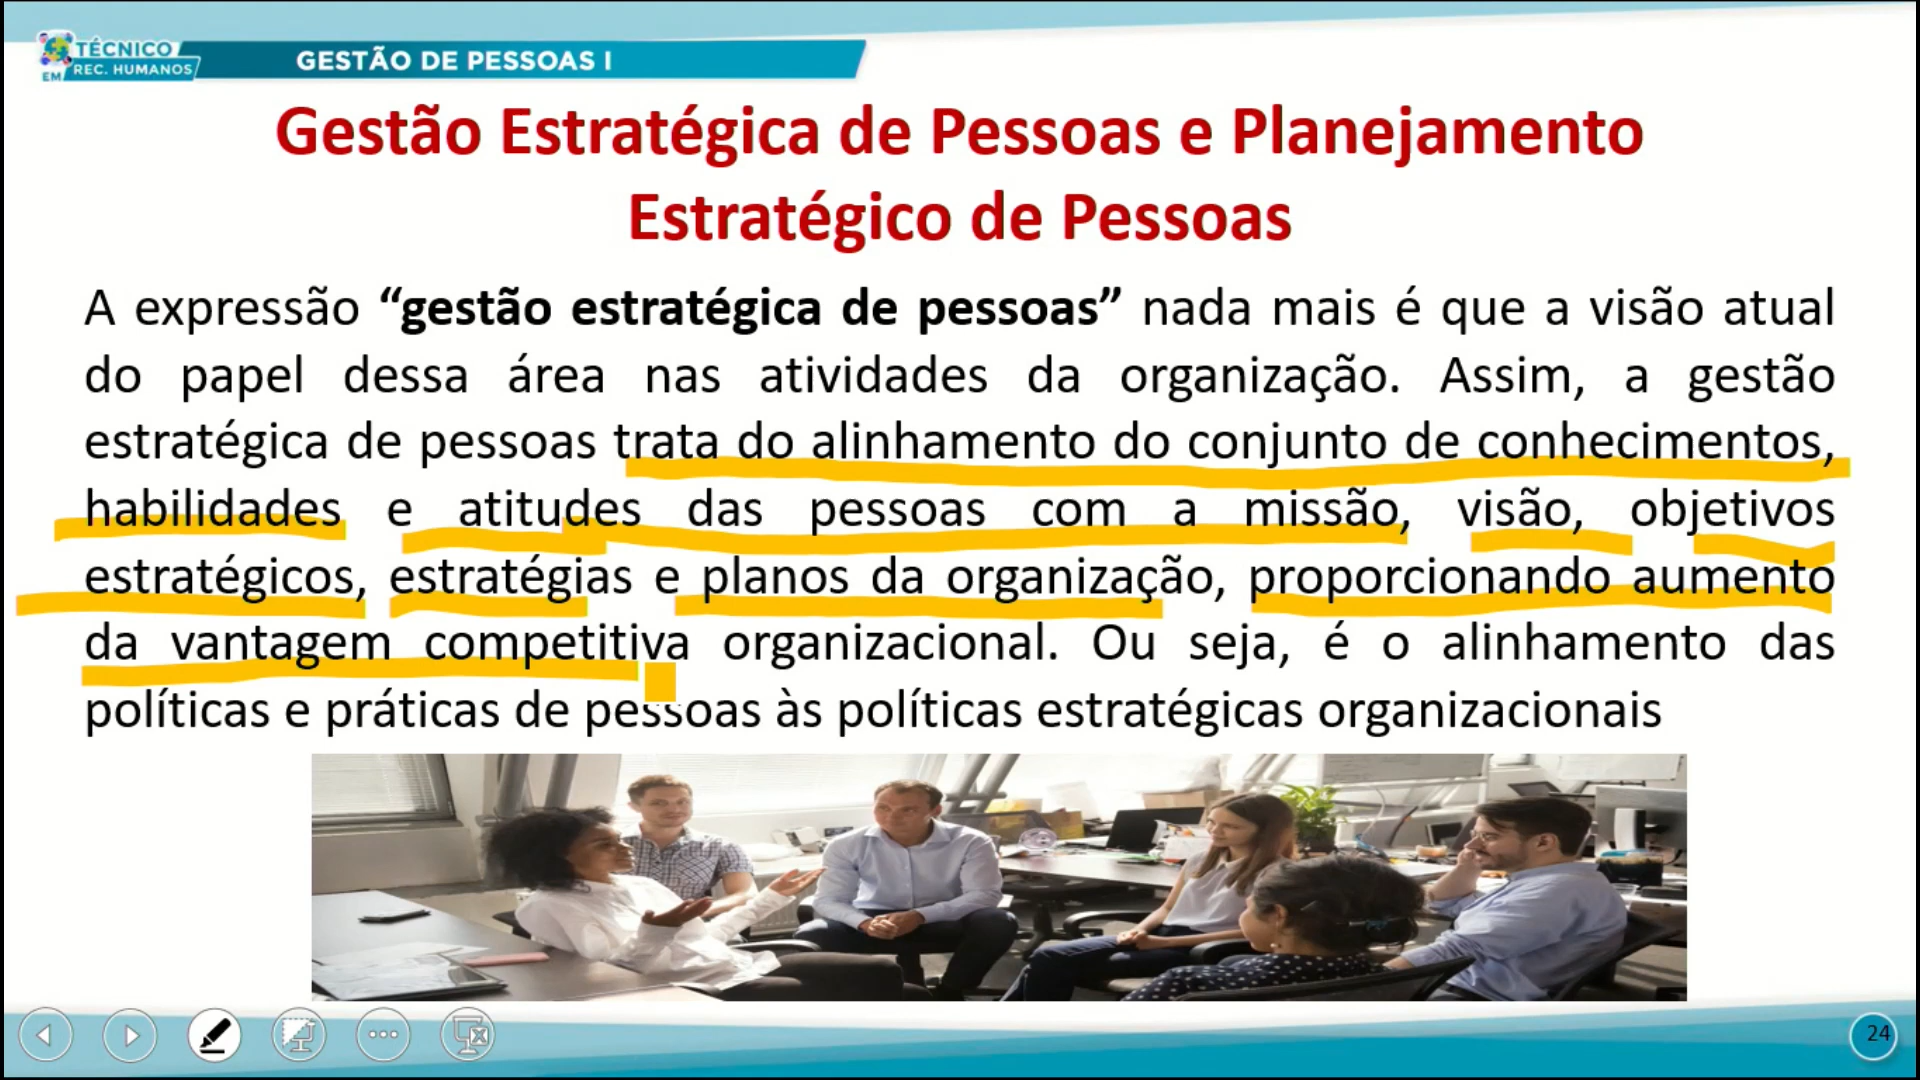 TÉCNICO
EM REC. HUMANOS
GESTÃO DE PESSOAS I
Gestão Estratégica de Pessoas e Planejamento
Estratégico de Pessoas
A expressão “gestão estratégica de pessoas” nada mais é que a visão atual
do papel dessa área nas atividades da organização. Assim, a gestão
estratégica de pessoas trata do alinhamento do conjunto de conhecimentos,
habilidades e atitudes das pessoas com a missão, visão, objetivos
estratégicos, estratégias e planos da organização, proporcionando aumento
da vantagem competitiva organizacional. Ou seja, é o alinhamento das
políticas e práticas de pessoas às políticas estratégicas organizacionais
24